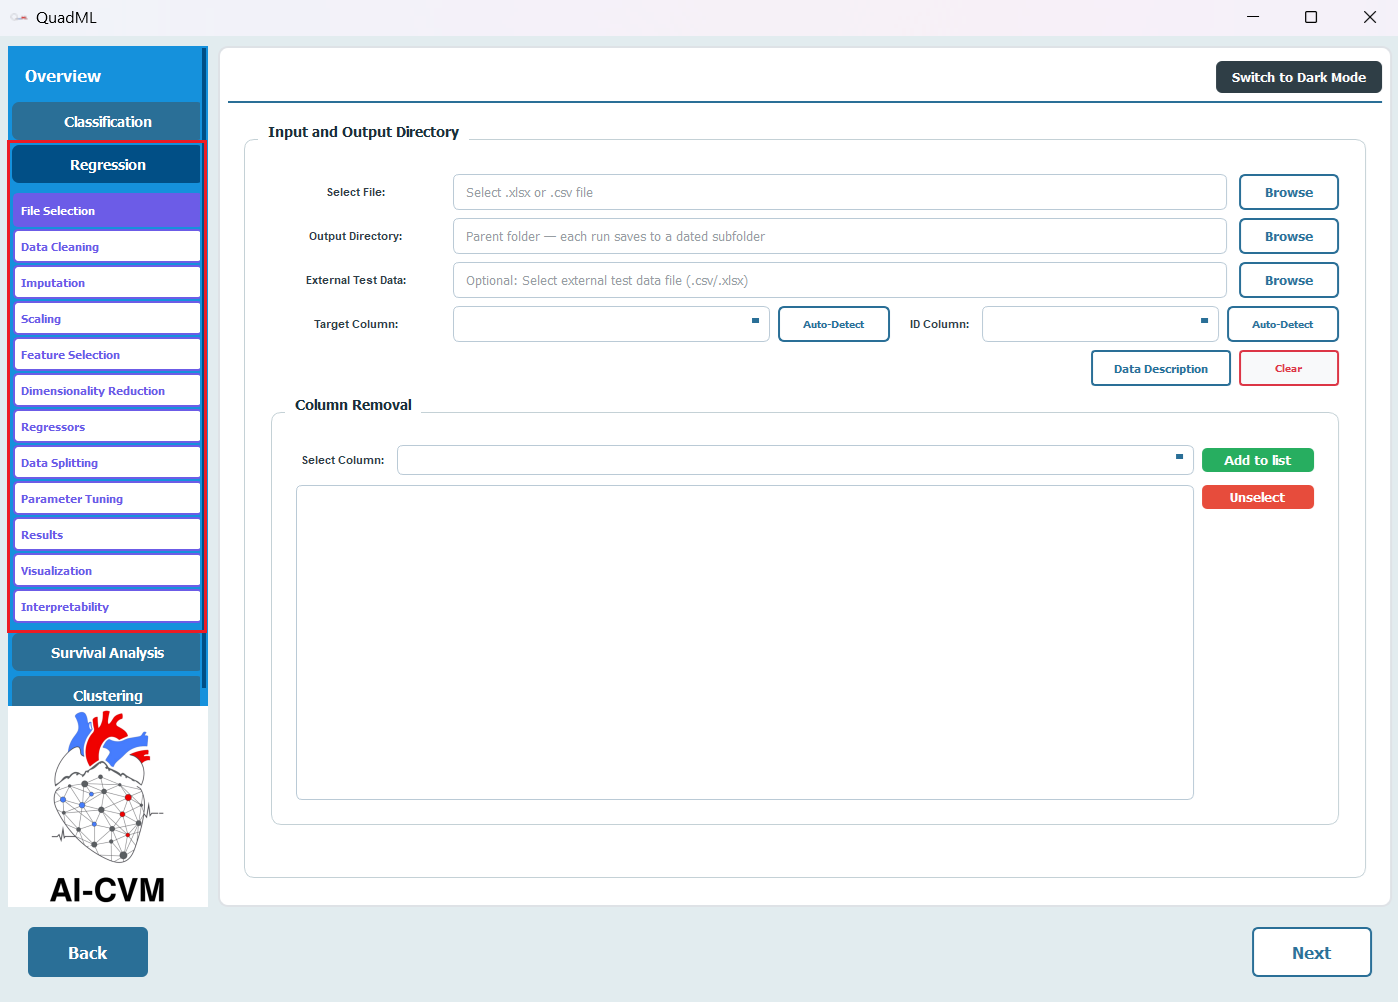 QuadML
Overview
Classification
Regression
File Selection
Data Cleaning
Imputation
Scaling
Feature Selection
Dimensionality Reduction
Regressors
Data Splitting
Parameter Tuning
Results
Visualization
Interpretability
Survival Analysis
Clustering
AI-CVM
Switch to Dark Mode
Input and Output Directory
Select File: Select .xlsx or .csv file Browse
Output Directory: Parent folder — each run saves to a dated subfolder Browse
External Test Data: Optional: Select external test data file (.csv/.xlsx) Browse
Target Column: Auto-Detect ID Column: Auto-Detect
Data Description Clear
Column Removal
Select Column: Add to list
Unselect
Back Next